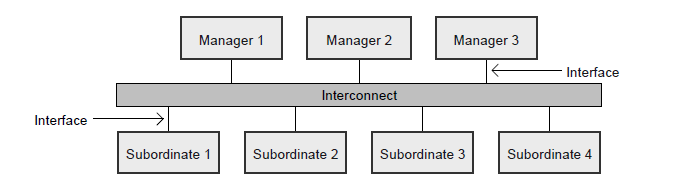 Manager 1
Manager 2
Manager 3
Interface
Interconnect
Interface
Subordinate 1
Subordinate 2
Subordinate 3
Subordinate 4